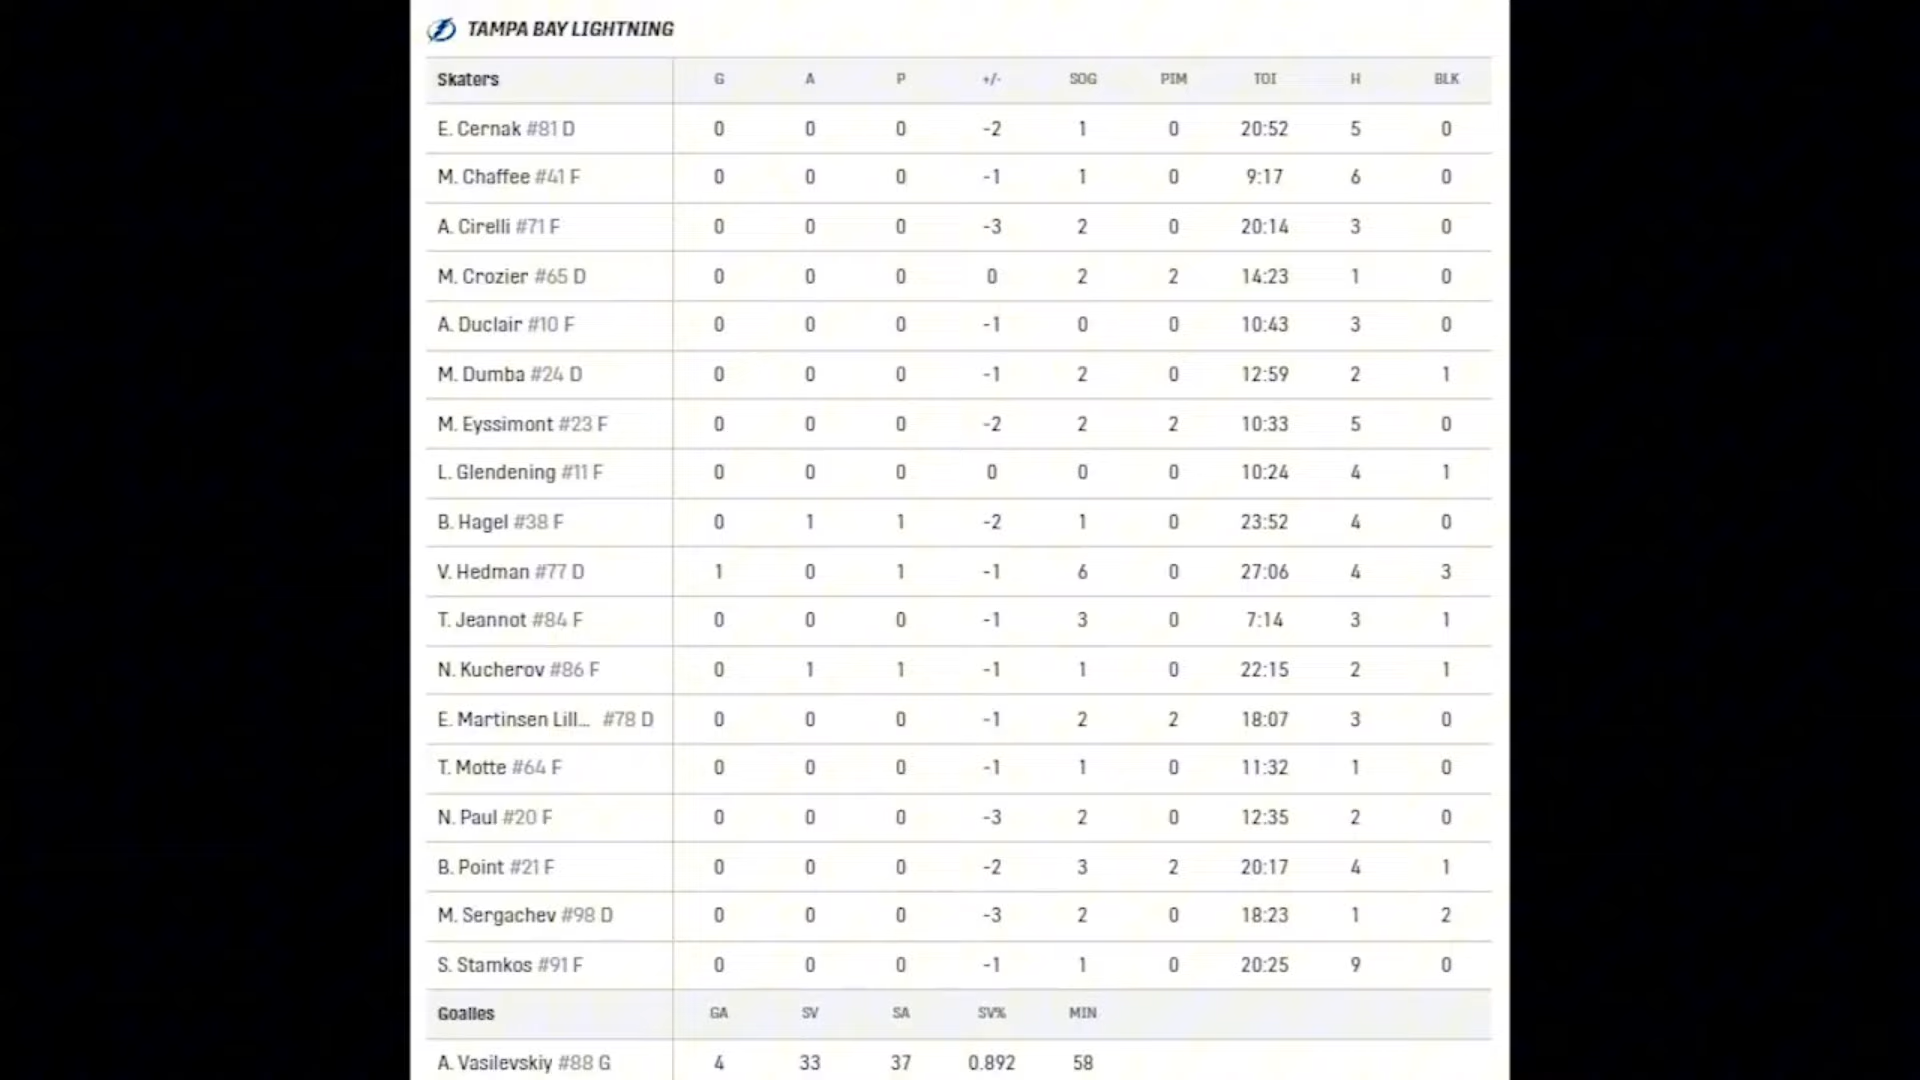 TAMPA BAY LIGHTNING
Skaters G A P +/- SOG PIM TOI H BLK
E. Cernak #81 D 0 0 0 -2 1 0 20:52 5 0
M. Chaffee #41 F 0 0 0 -1 1 0 9:17 6 0
A. Cirelli #71 F 0 0 0 -3 2 0 20:14 3 0
M. Crozier #65 D 0 0 0 0 2 2 14:23 1 0
A. Duclair #10 F 0 0 0 -1 0 0 10:43 3 0
M. Dumba #24 D 0 0 0 -1 2 0 12:59 2 1
M. Eyssimont #23 F 0 0 0 -2 2 2 10:33 5 0
L. Glendening #11 F 0 0 0 0 0 0 10:24 4 1
B. Hagel #38 F 0 1 1 -2 1 0 23:52 4 0
V. Hedman #77 D 1 0 1 -1 6 0 27:06 4 3
T. Jeannot #84 F 0 0 0 -1 3 0 7:14 3 1
N. Kucherov #86 F 0 1 1 -1 1 0 22:15 2 1
E. Martinsen Lill... #78 D 0 0 0 -1 2 2 18:07 3 0
T. Motte #64 F 0 0 0 -1 1 0 11:32 1 0
N. Paul #20 F 0 0 0 -3 2 0 12:35 2 0
B. Point #21 F 0 0 0 -2 3 2 20:17 4 1
M. Sergachev #98 D 0 0 0 -3 2 0 18:23 1 2
S. Stamkos #91 F 0 0 0 -1 1 0 20:25 9 0
Goalies GA SV SA SV% MIN
A. Vasilevskiy #88 G 4 33 37 0.892 58